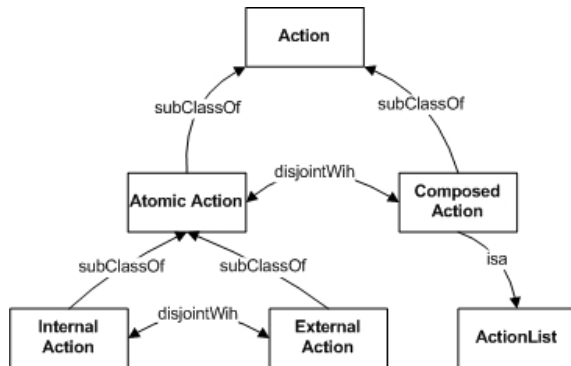 Action
subClassOf
subClassOf
disjointWih
Atomic Action
Composed
Action
subClassOf
subClassOf
isa
Internal
Action
disjointWih
External
Action
ActionList